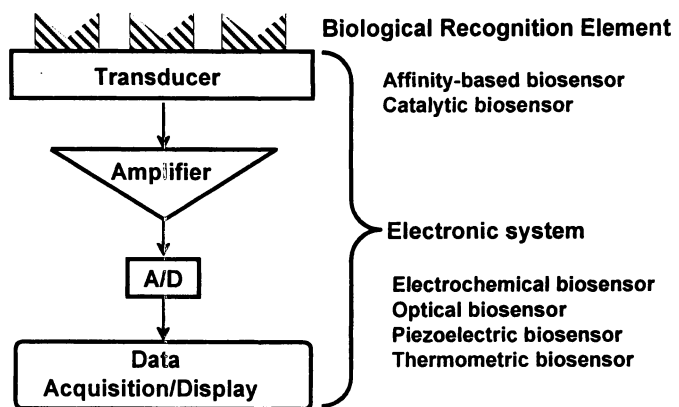 Biological Recognition Element
Transducer
Affinity-based biosensor
Catalytic biosensor
Amplifier
Electronic system
A/D
Electrochemical biosensor
Optical biosensor
Piezoelectric biosensor
Thermometric biosensor
Data
Acquisition/Display